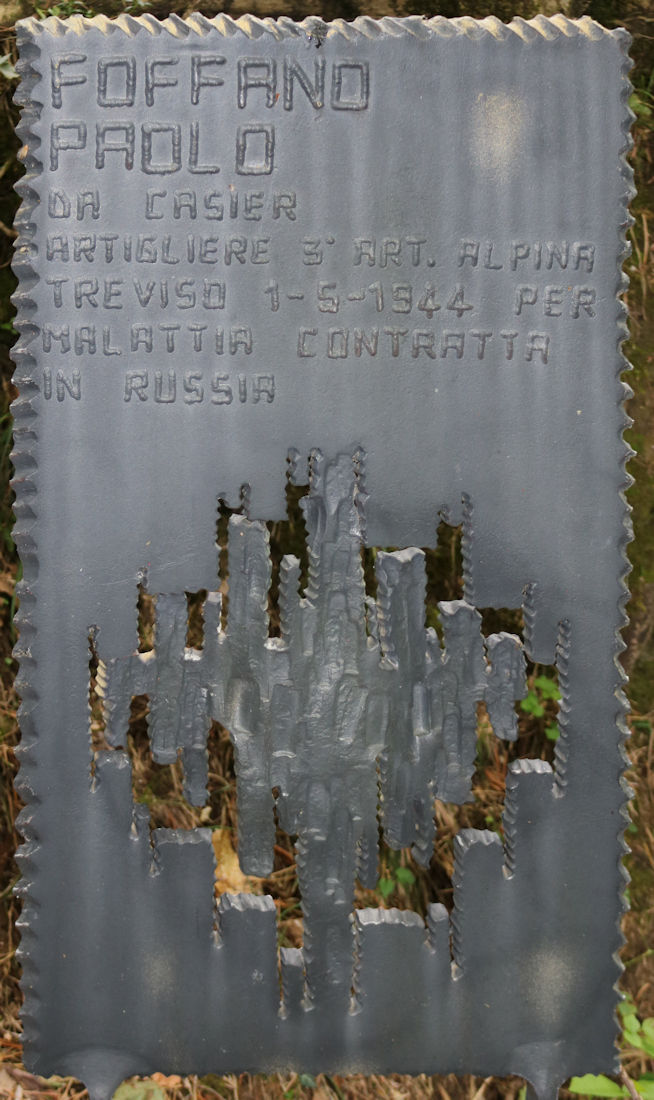 FOFFANO
PAOLO
DA CASIER
ARTIGLIERE 3° ART. ALPINA
TREVISO 1-5-1944 PER
MALATTIA CONTRATTA
IN RUSSIA